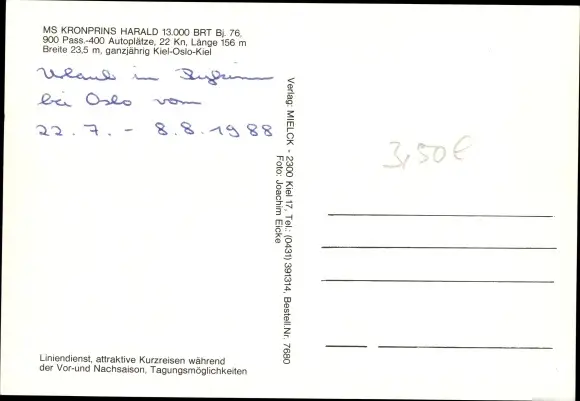 MS KRONPRINS HARALD 13.000 BRT Bj. 76,
900 Pass.-400 Autoplätze, 22 Kn, Länge 156 m
Breite 23,5 m, ganzjährig Kiel-Oslo-Kiel
Urlaub in
bei Oslo vom
22.7. - 8.8.1988
Verlag: MIELCK - 2300 Kiel 17, Tel.: (0431) 391314, Bestell.Nr. 7680
Foto: Joachim Eicke
3,50€
Liniendienst, attraktive Kurzreisen während
der Vor-und Nachsaison, Tagungsmöglichkeiten